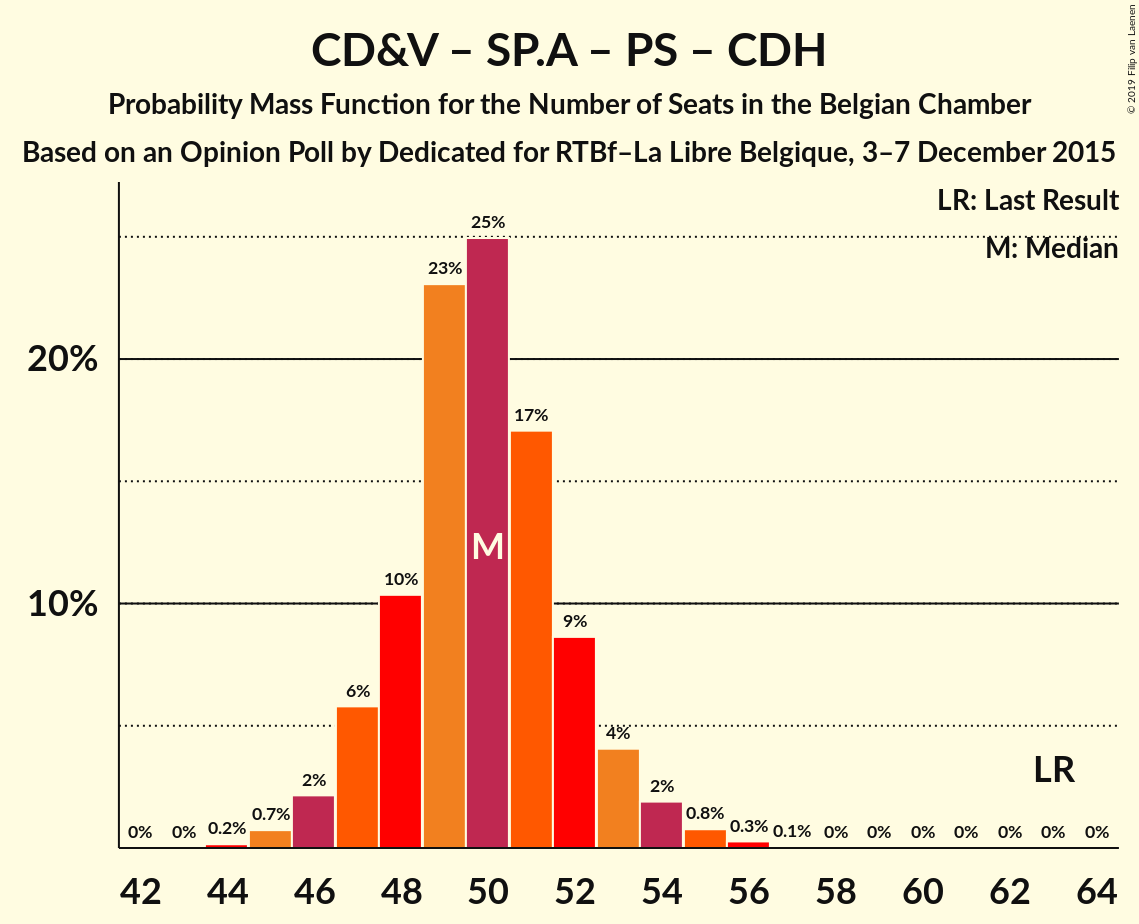 CD&V – SP.A – PS – CDH
Probability Mass Function for the Number of Seats in the Belgian Chamber
Based on an Opinion Poll by Dedicated for RTBf–La Libre Belgique, 3–7 December 2015
© 2019 Filip van Laenen
LR: Last Result
M: Median
25%
23%
20%
17%
M
10%
10%
9%
6%
4%
LR
2%
2%
0% 0% 0.2% 0.7% 0.8% 0.3% 0.1% 0% 0% 0% 0% 0% 0% 0%
42 44 46 48 50 52 54 56 58 60 62 64